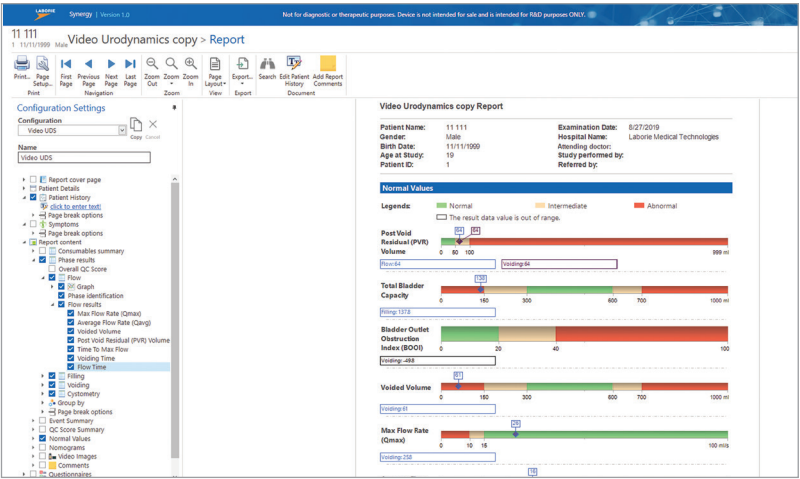 LABORIE
Synergy | Version 1.0
Not for diagnostic or therapeutic purposes. Device is not intended for sale and is intended for R&D purposes ONLY.
11 111
1 11/11/1999 Male
Video Urodynamics copy > Report
Print... Page Setup... First Page Previous Page Next Page Last Page Zoom Out Zoom Zoom In Page Layout Export... Search Edit Patient History Add Report Comments
Print Navigation Zoom View Export Document
Configuration Settings
Configuration
Video UDS
Copy Cancel
Name
Video UDS
Report cover page
Patient Details
Patient History
click to enter text!
Page break options
Symptoms
Page break options
Report content
Consumables summary
Phase results
Overall QC Score
Flow
Graph
Phase identification
Flow results
Max Flow Rate (Qmax)
Average Flow Rate (Qavg)
Voided Volume
Post Void Residual (PVR) Volume
Time To Max Flow
Voiding Time
Flow Time
Filling
Voiding
Cystometry
Group by
Page break options
Event Summary
QC Score Summary
Normal Values
Nomograms
Video Images
Comments
Questionnaires
Video Urodynamics copy Report
Patient Name: 11 111 Examination Date: 8/27/2019
Gender: Male Hospital Name: Laborie Medical Technologies
Birth Date: 11/11/1999 Attending doctor:
Age at Study: 19 Study performed by:
Patient ID: 1 Referred by:
Normal Values
Legends: Normal Intermediate Abnormal
The result data value is out of range.
64 64
Post Void
Residual (PVR)
Volume
0 50 100 999 ml
Flow:64 Voiding:64
130
Total Bladder
Capacity
0 160 300 600 700 1000 ml
Filling: 137.8
Bladder Outlet
Obstruction
Index (BOOI)
0 20 40 100
Voiding: -49.8
61
Voided Volume
0 150 300 600 700 1000 ml
Voiding:61
26
Max Flow Rate
(Qmax)
0 10 15 100 ml/s
Voiding:25.8
10